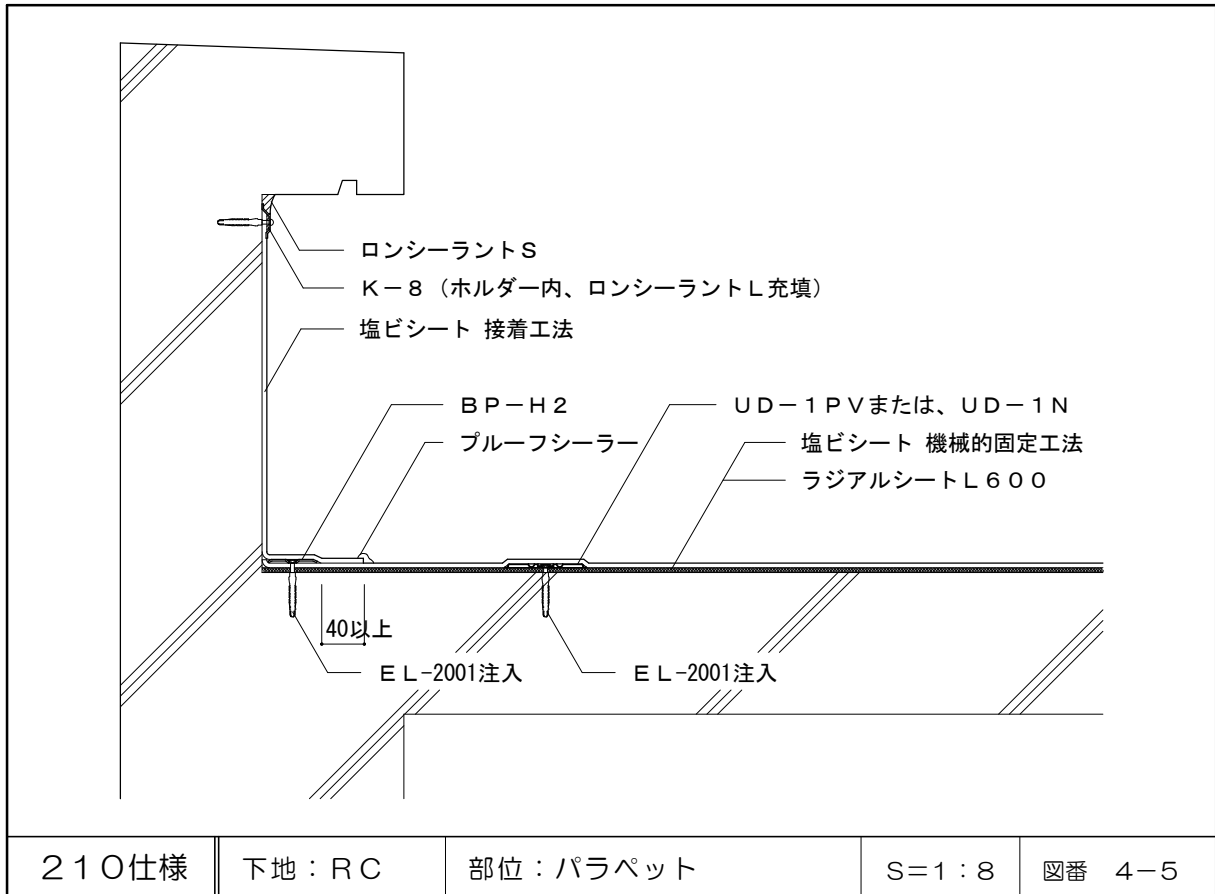 ロンシーラントS
K-8（ホルダー内、ロンシーラントL充填）
塩ビシート 接着工法
BP-H2
プルーフシーラー
UD-1PVまたは、UD-1N
塩ビシート 機械的固定工法
ラジアルシートL600
40以上
EL-2001注入
EL-2001注入
210仕様
下地：RC
部位：パラペット
S=1：8
図番 4-5